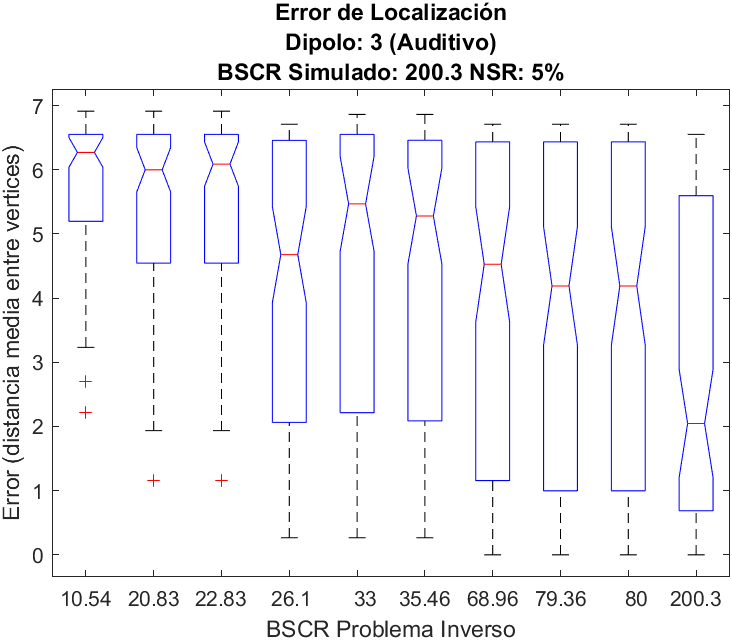 Error de Localización
Dipolo: 3 (Auditivo)
BSCR Simulado: 200.3 NSR: 5%
Error (distancia media entre vertices)
7
6
5
4
3
2
1
0
10.54 20.83 22.83 26.1 33 35.46 68.96 79.36 80 200.3
BSCR Problema Inverso